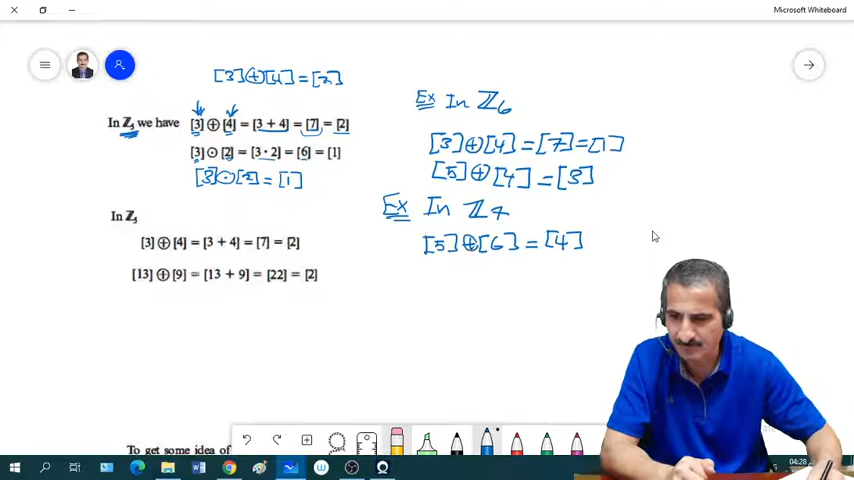 Microsoft Whiteboard
[3]⊕[4]=[2]
In Z₅ we have [3] ⊕ [4] = [3 + 4] = [7] = [2]
[3] ⊙ [2] = [3 · 2] = [6] = [1]
[3]⊙[2]=[1]
In Z₅
[3] ⊕ [4] = [3 + 4] = [7] = [2]
[13] ⊕ [9] = [13 + 9] = [22] = [2]
To get some idea of
Ex In Z₆
[3]⊕[4]=[7]=[1]
[5]⊕[4]=[3]
Ex In Z₇
[5]⊕[6]=[4]
04:28